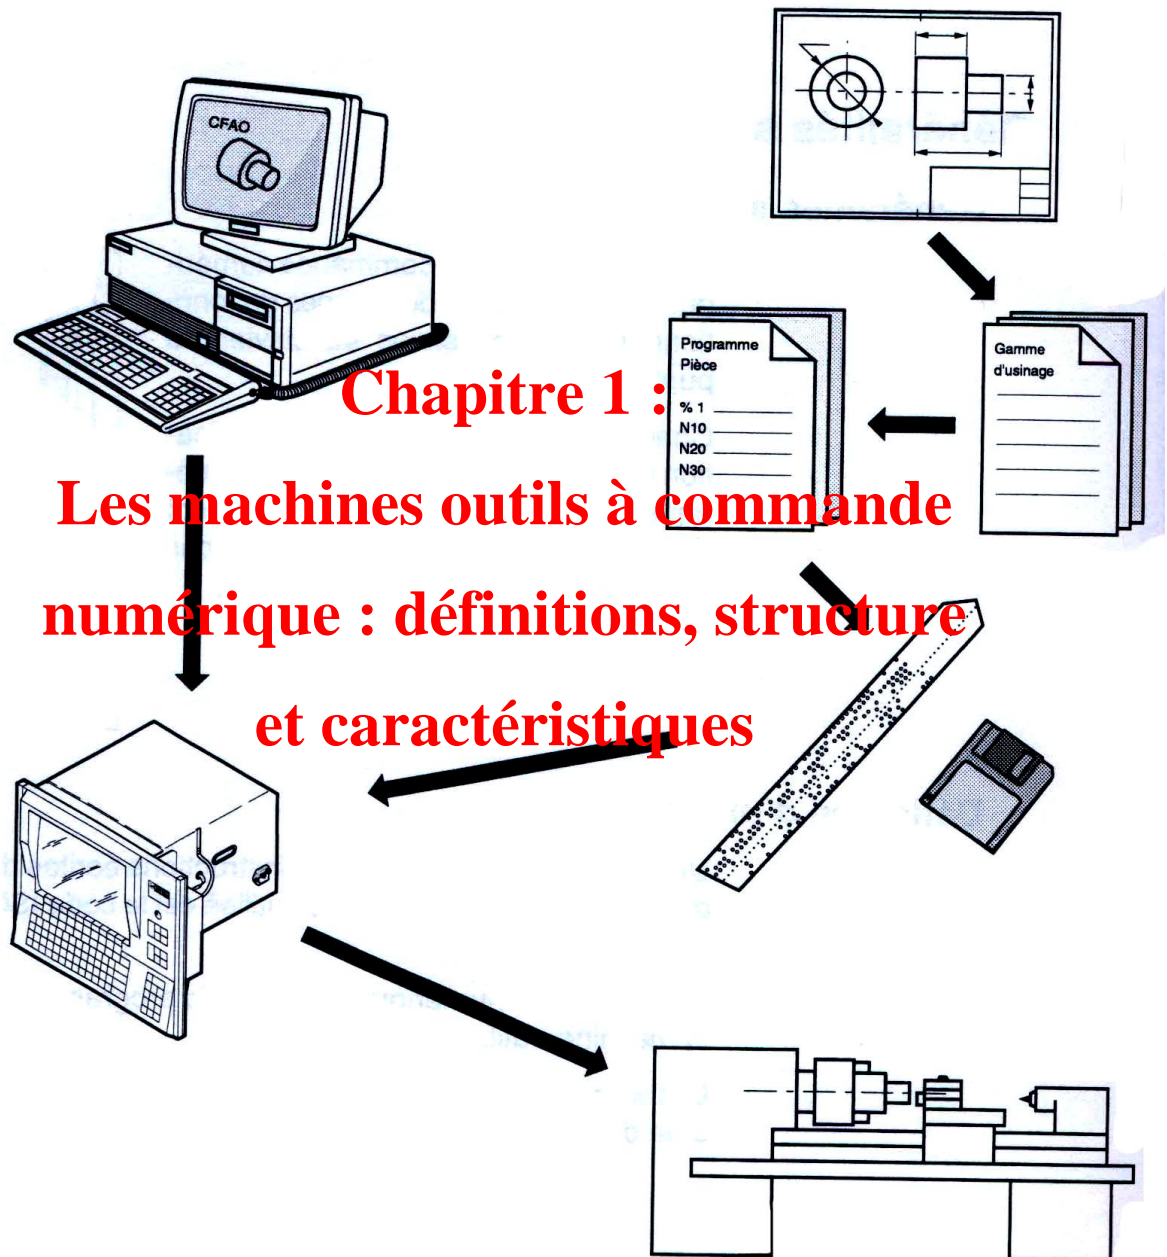 CFAO
Programme
Pièce
% 1
N10
N20
N30
Gamme
d'usinage
Chapitre 1 :
Les machines outils à commande
numérique : définitions, structure
et caractéristiques